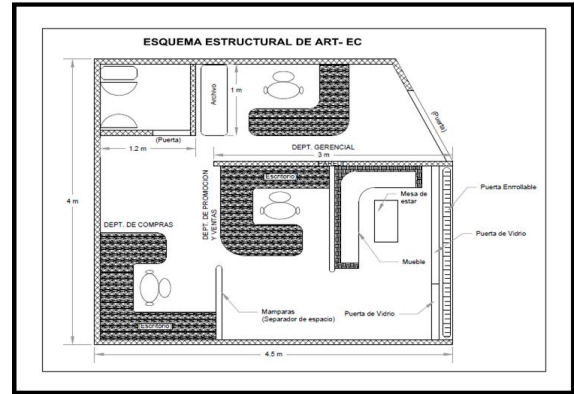 ESQUEMA ESTRUCTURAL DE ART- EC
Archivo
1 m
(Puerta)
(Puerta)
1.2 m
DEPT. GERENCIAL
3 m
PARED
Escritorio
Puerta Enrrollable
Mesa de
estar
4 m
DEPT. DE PROMOCION
Y VENTAS
DEPT. DE COMPRAS
Puerta de Vidrio
Mueble
Mamparas
(Separador de espacio)
Puerta de Vidrio
Escritorio
4.5 m